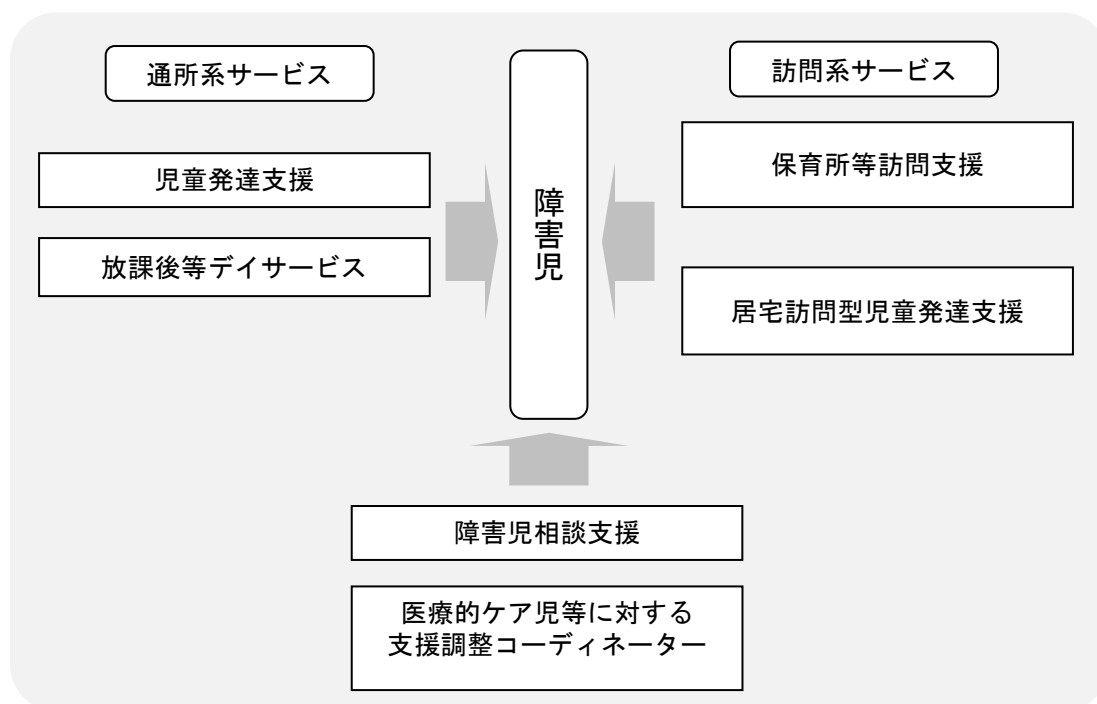 通所系サービス
児童発達支援
放課後等デイサービス
障害児
訪問系サービス
保育所等訪問支援
居宅訪問型児童発達支援
障害児相談支援
医療的ケア児等に対する
支援調整コーディネーター